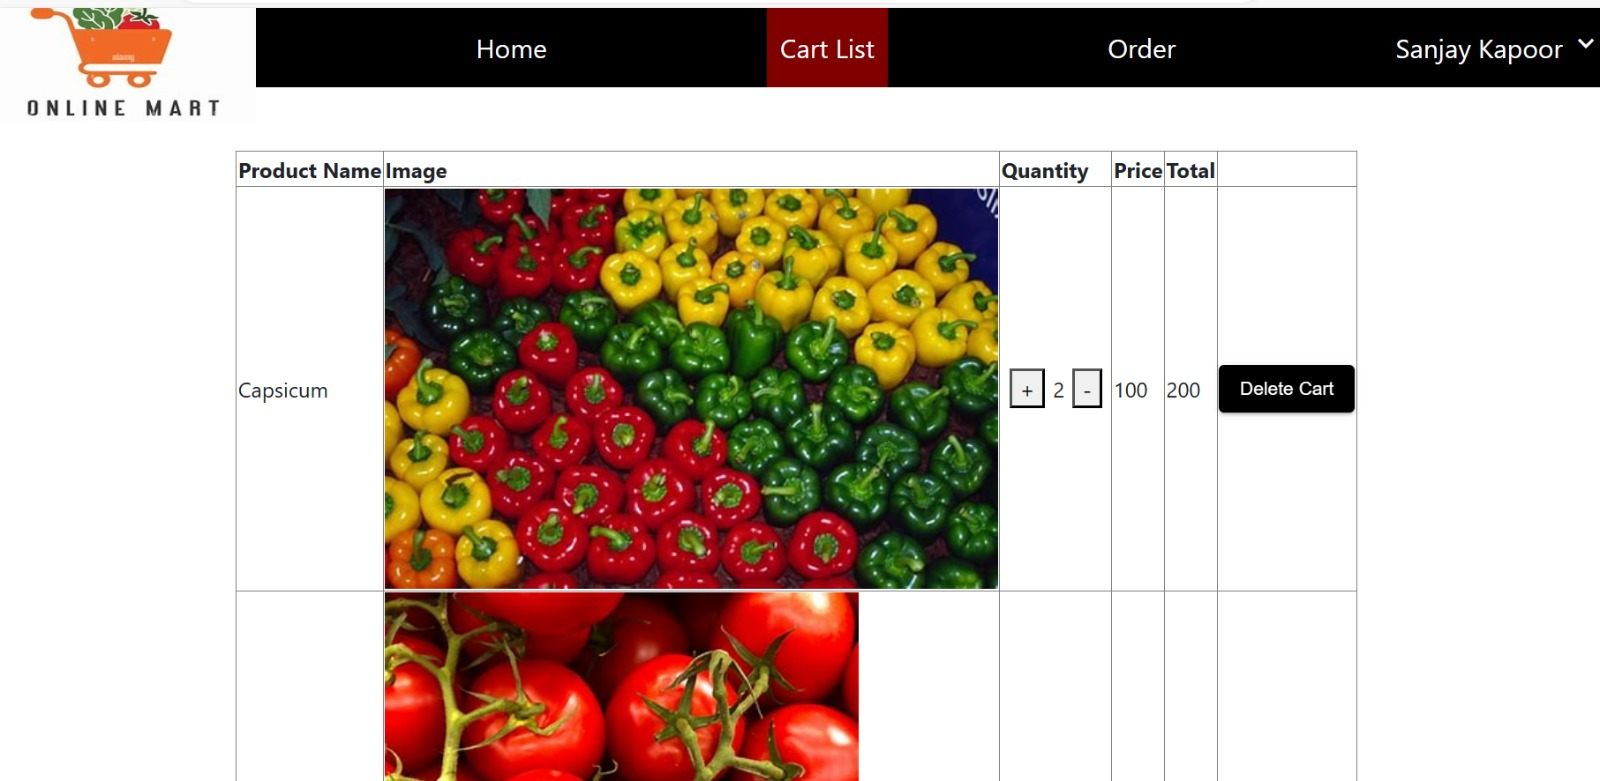 ONLINE MART
Home
Cart List
Order
Sanjay Kapoor
Product Name
Image
Quantity
Price
Total
Capsicum
+
2
-
100
200
Delete Cart